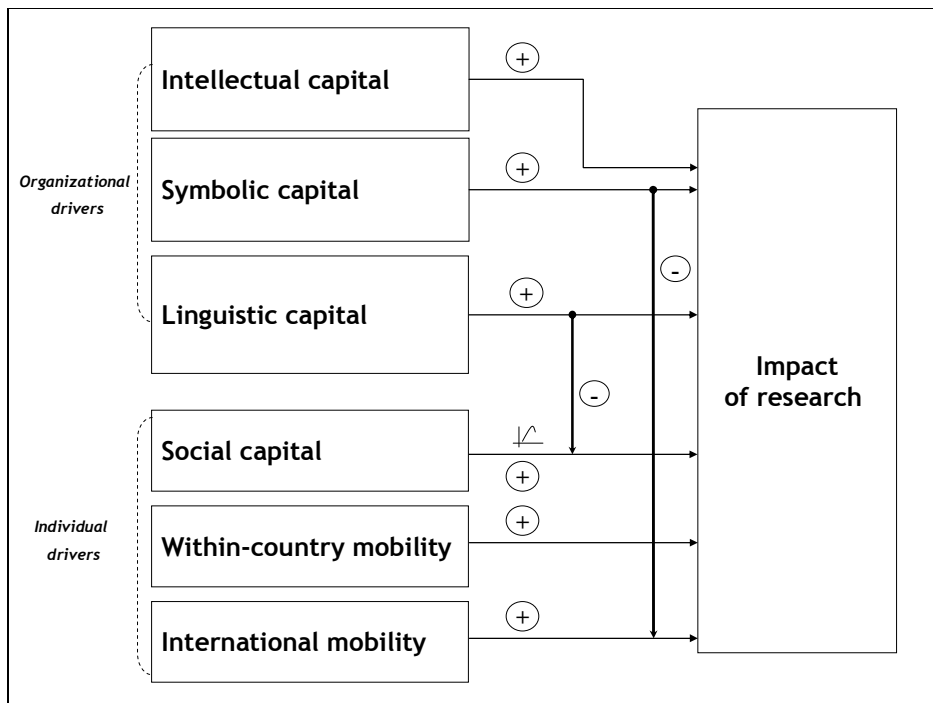 Intellectual capital
+
Organizational
drivers
Symbolic capital
+
-
Linguistic capital
+
-
Impact
of research
Social capital
+
Individual
drivers
Within-country mobility
+
International mobility
+